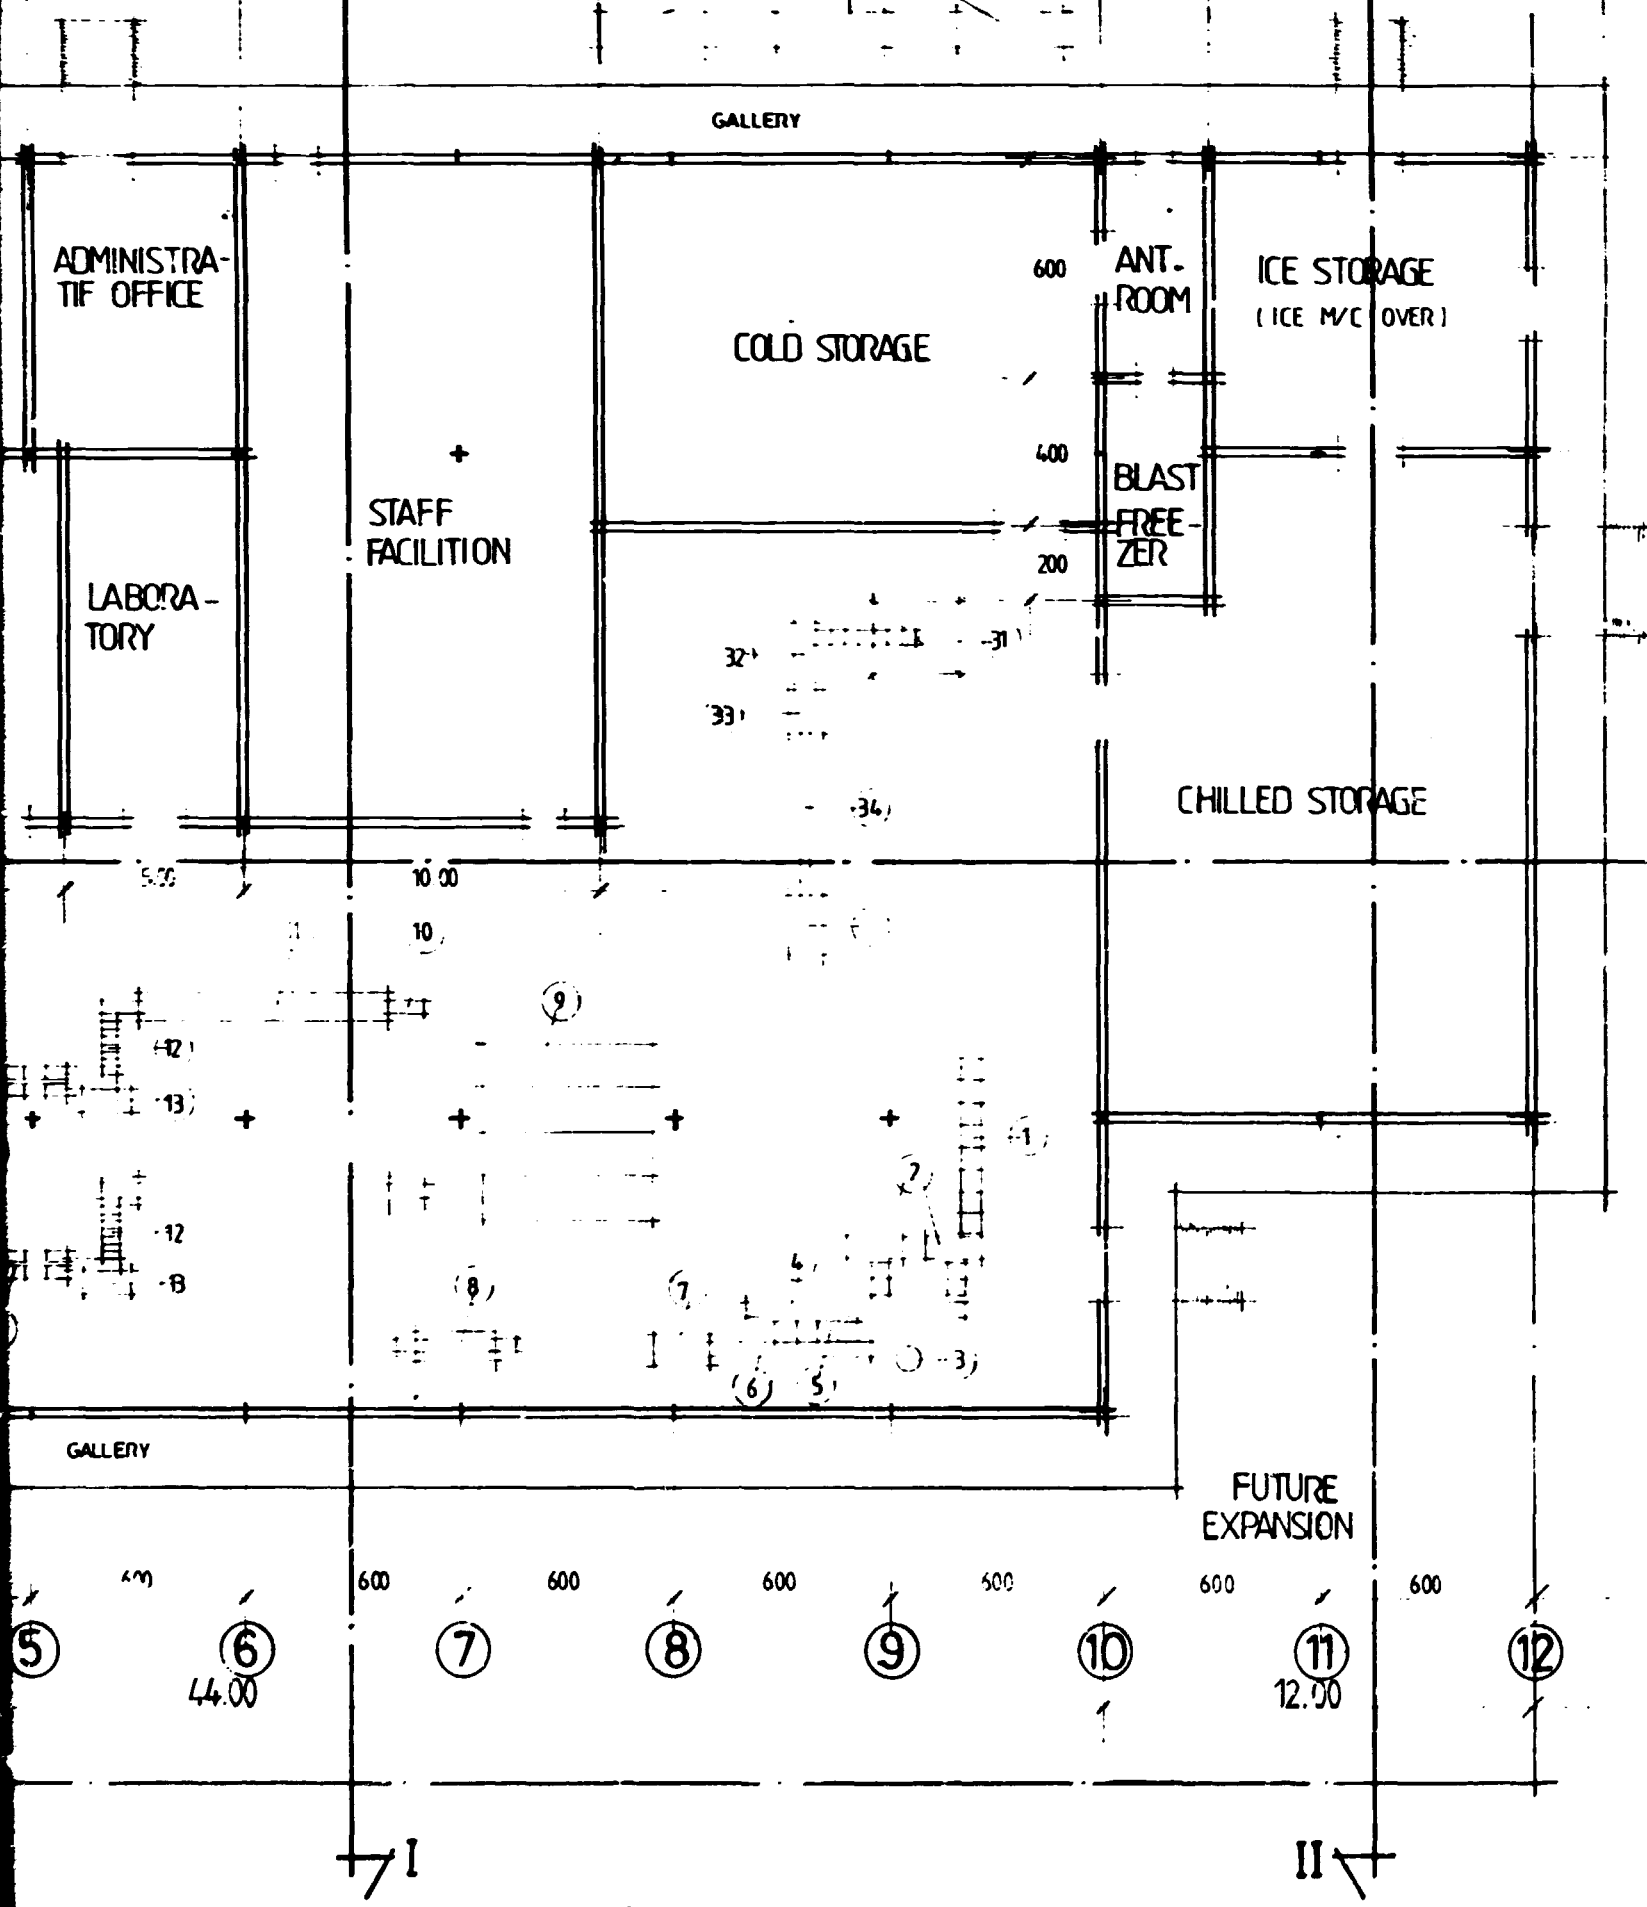 GALLERY
ADMINISTRA-
TIF OFFICE
600
ANT.
ROOM
ICE STORAGE
( ICE M/C OVER )
COLD STORAGE
400
BLAST
FREE-
ZER
STAFF
FACILITION
200
LABORA-
TORY
31
32
33
34
CHILLED STORAGE
5.00
10 00
10
9
12
13
1
2
12
13
4
8
7
3
6
5
GALLERY
FUTURE
EXPANSION
600
600
600
600
600
600
5
6
7
8
9
10
11
12
44.00
12.00
I
II